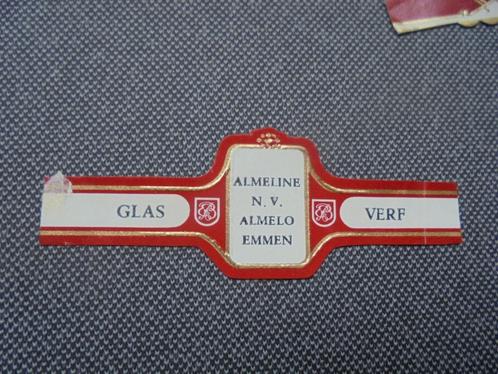 GLAS
ALMELINE
N. V.
ALMELO
EMMEN
VERF